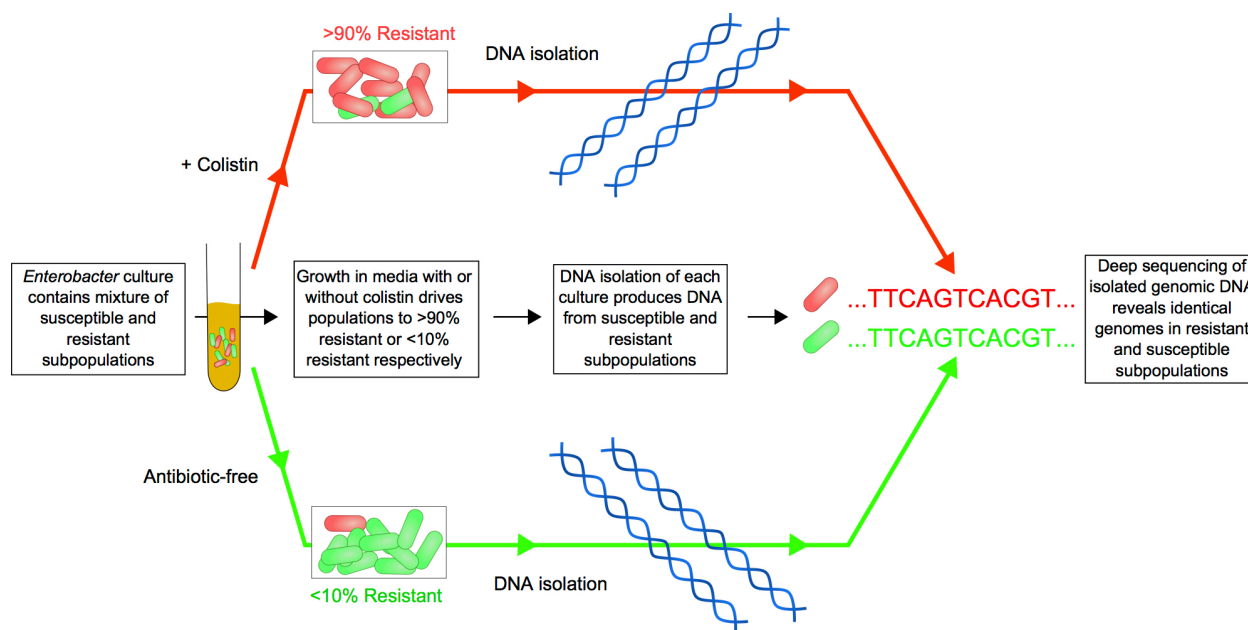 >90% Resistant
DNA isolation
+ Colistin
Enterobacter culture
contains mixture of
susceptible and
resistant
subpopulations
Growth in media with or
without colistin drives
populations to >90%
resistant or <10%
resistant respectively
DNA isolation of each
culture produces DNA
from susceptible and
resistant
subpopulations
...TTCAGTCACGT...
...TTCAGTCACGT...
Deep sequencing of
isolated genomic DNA
reveals identical
genomes in resistant
and susceptible
subpopulations
Antibiotic-free
<10% Resistant
DNA isolation